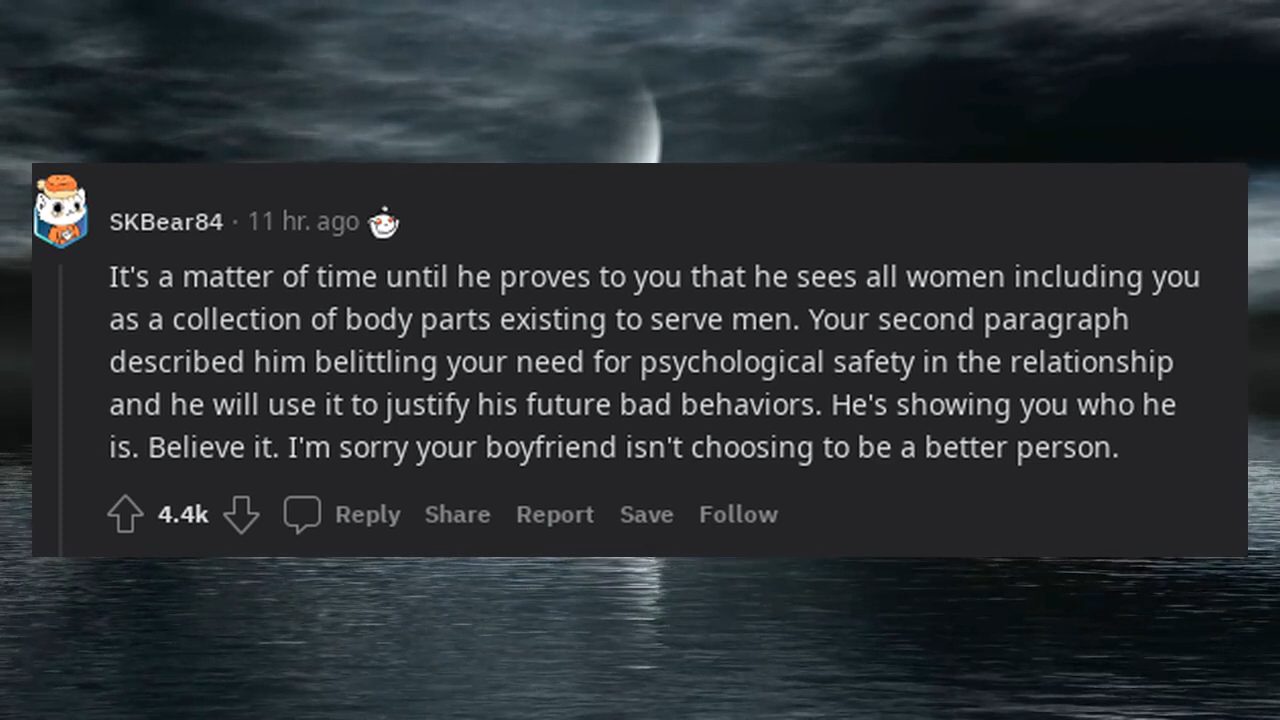 SKBear84 · 11 hr. ago
It's a matter of time until he proves to you that he sees all women including you
as a collection of body parts existing to serve men. Your second paragraph
described him belittling your need for psychological safety in the relationship
and he will use it to justify his future bad behaviors. He's showing you who he
is. Believe it. I'm sorry your boyfriend isn't choosing to be a better person.
4.4k Reply Share Report Save Follow